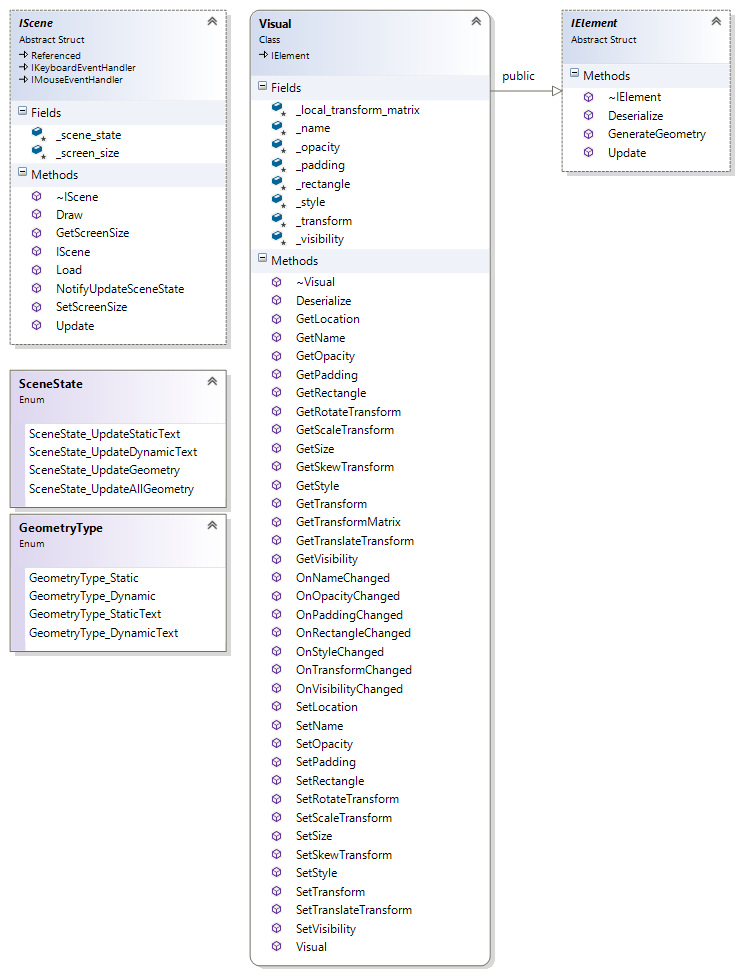 IScene
Abstract Struct
Referenced
IKeyboardEventHandler
IMouseEventHandler
Fields
_scene_state
_screen_size
Methods
~IScene
Draw
GetScreenSize
IScene
Load
NotifyUpdateSceneState
SetScreenSize
Update
SceneState
Enum
SceneState_UpdateStaticText
SceneState_UpdateDynamicText
SceneState_UpdateGeometry
SceneState_UpdateAllGeometry
GeometryType
Enum
GeometryType_Static
GeometryType_Dynamic
GeometryType_StaticText
GeometryType_DynamicText
Visual
Class
IElement
Fields
_local_transform_matrix
_name
_opacity
_padding
_rectangle
_style
_transform
_visibility
Methods
~Visual
Deserialize
GetLocation
GetName
GetOpacity
GetPadding
GetRectangle
GetRotateTransform
GetScaleTransform
GetSize
GetSkewTransform
GetStyle
GetTransform
GetTransformMatrix
GetTranslateTransform
GetVisibility
OnNameChanged
OnOpacityChanged
OnPaddingChanged
OnRectangleChanged
OnStyleChanged
OnTransformChanged
OnVisibilityChanged
SetLocation
SetName
SetOpacity
SetPadding
SetRectangle
SetRotateTransform
SetScaleTransform
SetSize
SetSkewTransform
SetStyle
SetTransform
SetTranslateTransform
SetVisibility
Visual
public
IElement
Abstract Struct
Methods
~IElement
Deserialize
GenerateGeometry
Update